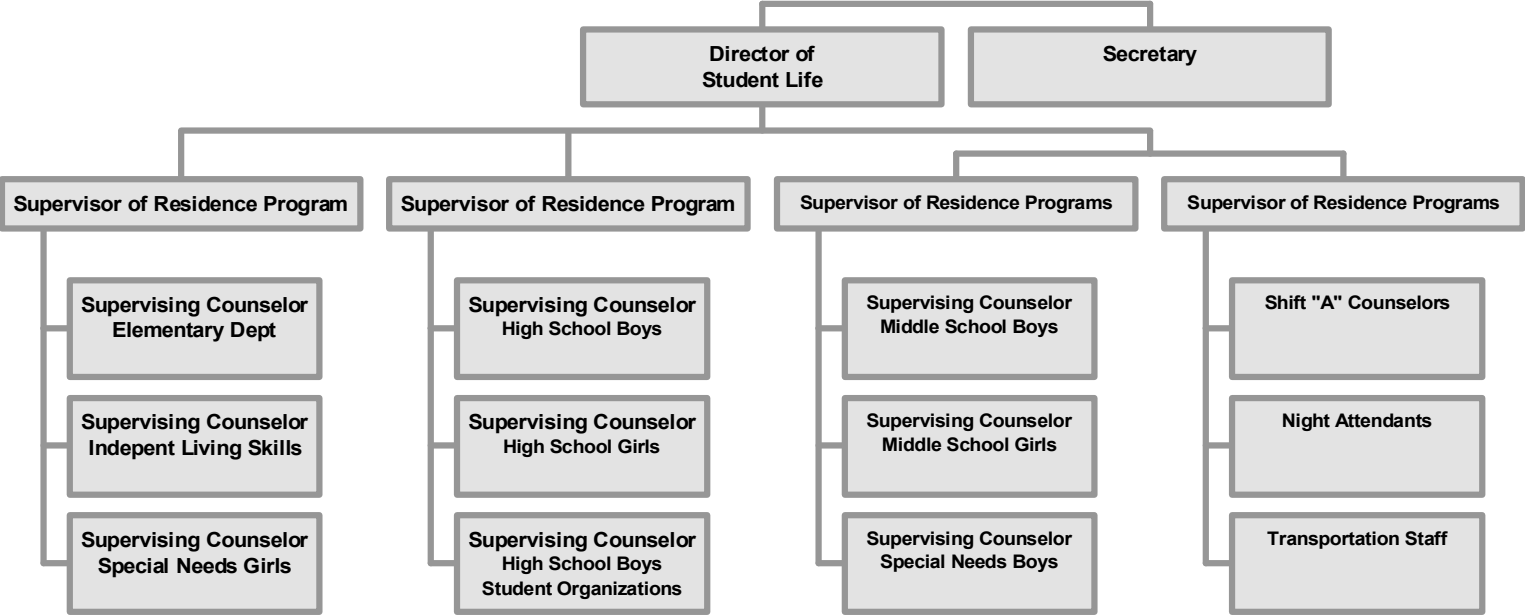 Director of
Student Life
Secretary
Supervisor of Residence Program
Supervisor of Residence Program
Supervisor of Residence Programs
Supervisor of Residence Programs
Supervising Counselor
Elementary Dept
Supervising Counselor
Indepent Living Skills
Supervising Counselor
Special Needs Girls
Supervising Counselor
High School Boys
Supervising Counselor
High School Girls
Supervising Counselor
High School Boys
Student Organizations
Supervising Counselor
Middle School Boys
Supervising Counselor
Middle School Girls
Supervising Counselor
Special Needs Boys
Shift "A" Counselors
Night Attendants
Transportation Staff